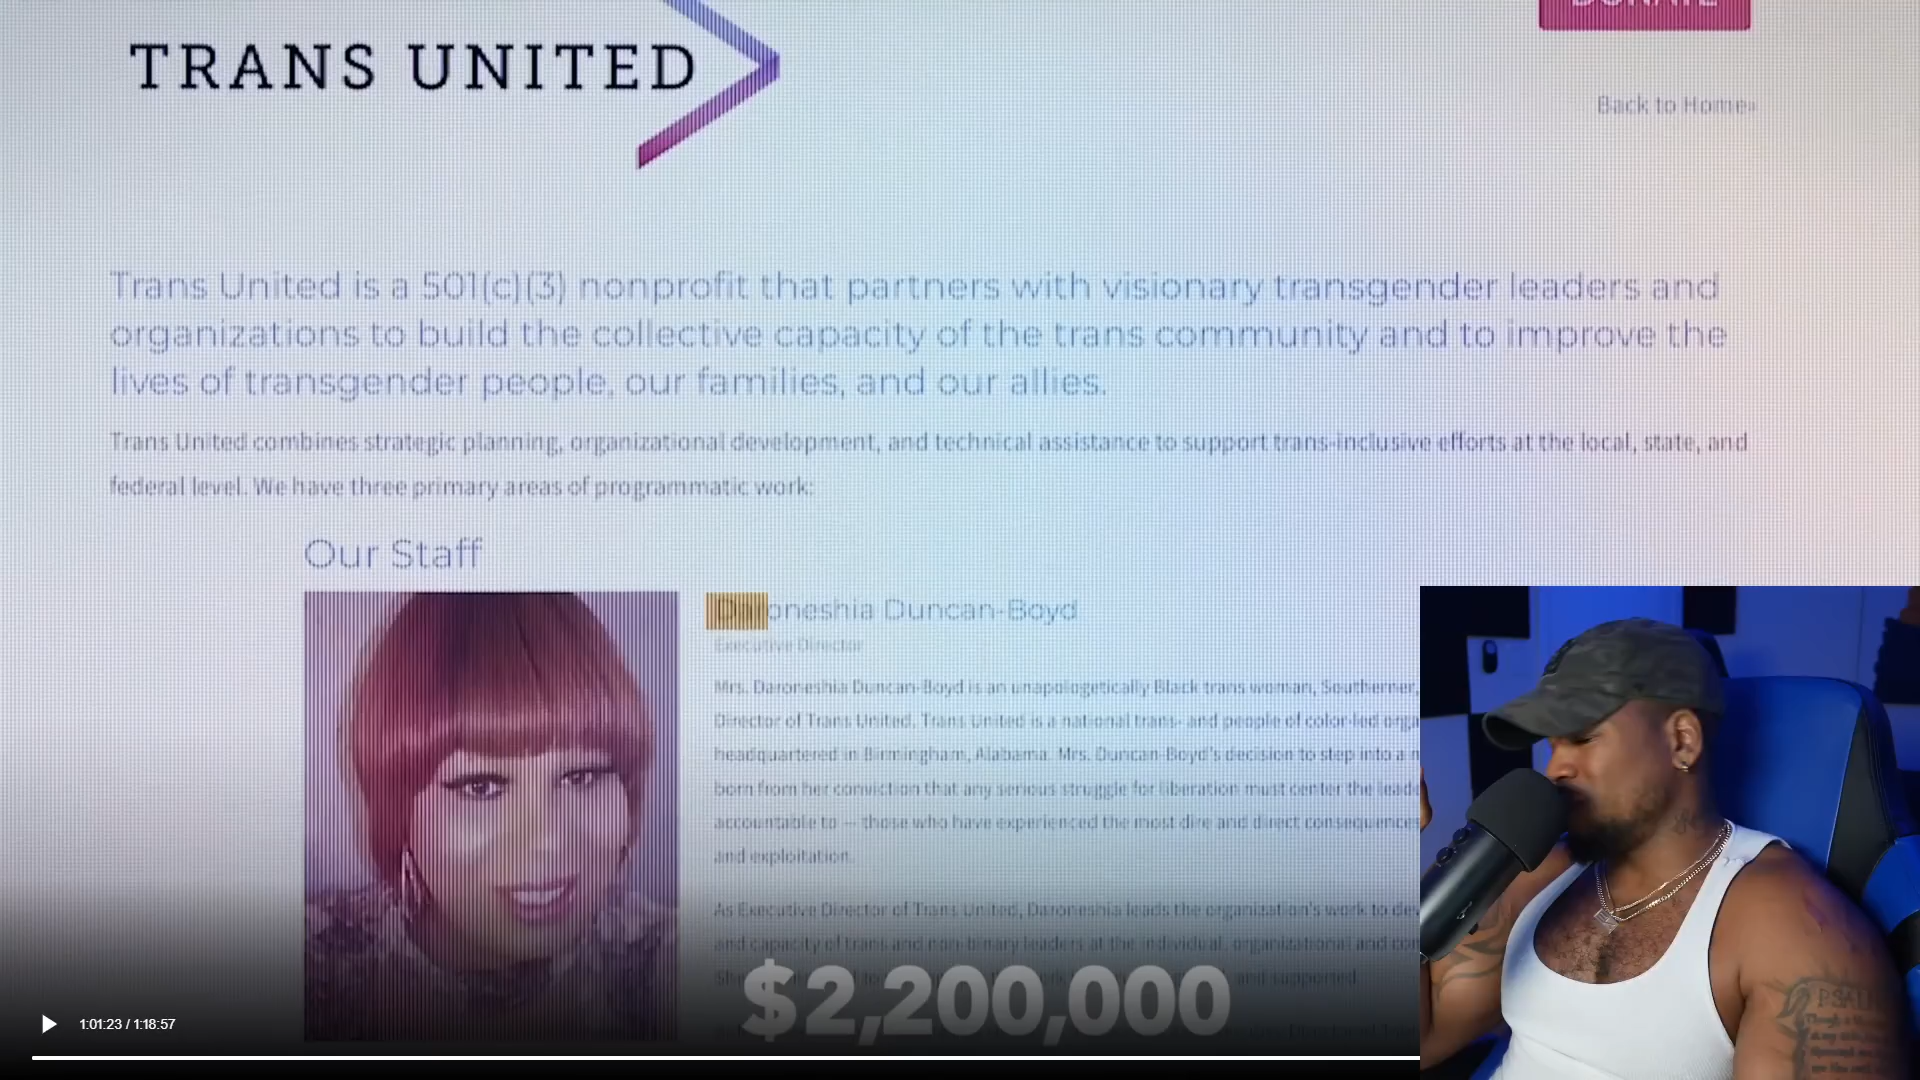 DONATE
TRANS UNITED
Back to Home»
Trans United is a 501(c)(3) nonprofit that partners with visionary transgender leaders and
organizations to build the collective capacity of the trans community and to improve the
lives of transgender people, our families, and our allies.
Trans United combines strategic planning, organizational development, and technical assistance to support trans-inclusive efforts at the local, state, and
federal level. We have three primary areas of programmatic work:
Our Staff
Daroneshia Duncan-Boyd
Executive Director
Mrs. Daroneshia Duncan-Boyd is an unapologetically Black trans woman, Southerner,
Director of Trans United. Trans United is a national trans- and people of color-led
headquartered in Birmingham, Alabama. Mrs. Duncan-Boyd's decision to step into a
born from her conviction that any serious struggle for liberation must center the
accountable to — those who have experienced the most dire and direct consequences
and exploitation.
As Executive Director Daroneshia leads organization's work to
and capacity of trans and non-binary leaders at the individual, organizational and
and supported.
$2,200,000
1:01:23 / 1:18:57
PSALM